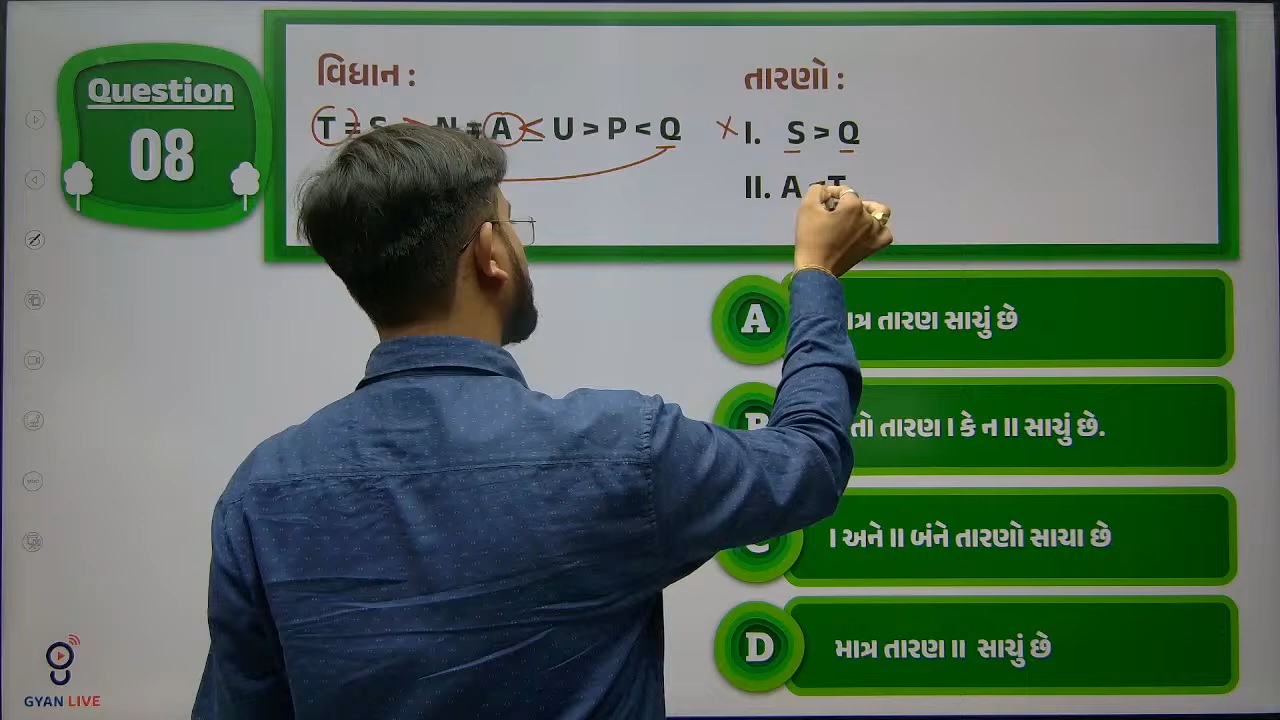 Question
08
વિધાન :
T = S > N = A < U > P < Q
તારણો :
I. S > Q
II. A < T
A
ત્ર તારણ સાચું છે
B
તો તારણ I કે ન II સાચું છે.
C
I અને II બંને તારણો સાચા છે
D
માત્ર તારણ II સાચું છે
GYAN LIVE